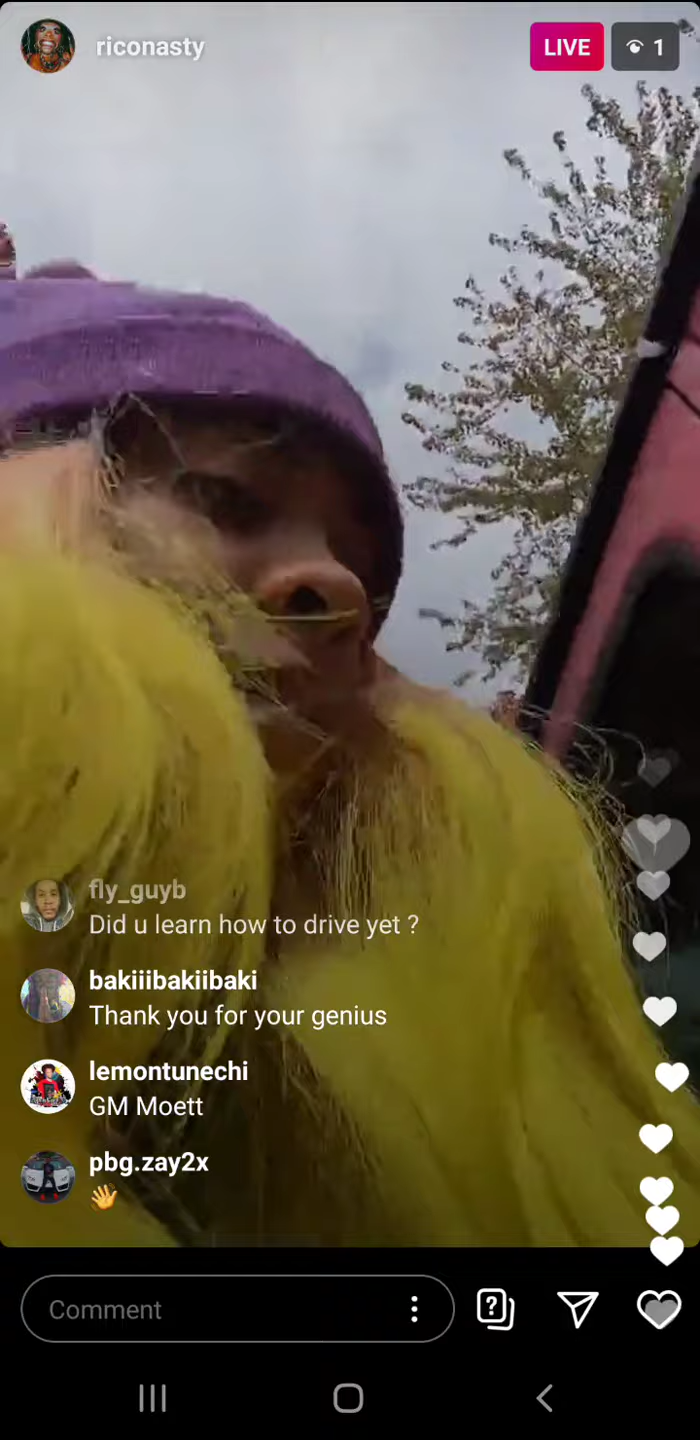 riconasty
LIVE
1
fly_guyb
Did u learn how to drive yet ?
bakiiibakiibaki
Thank you for your genius
lemontunechi
GM Moett
pbg.zay2x
👋
Comment
?